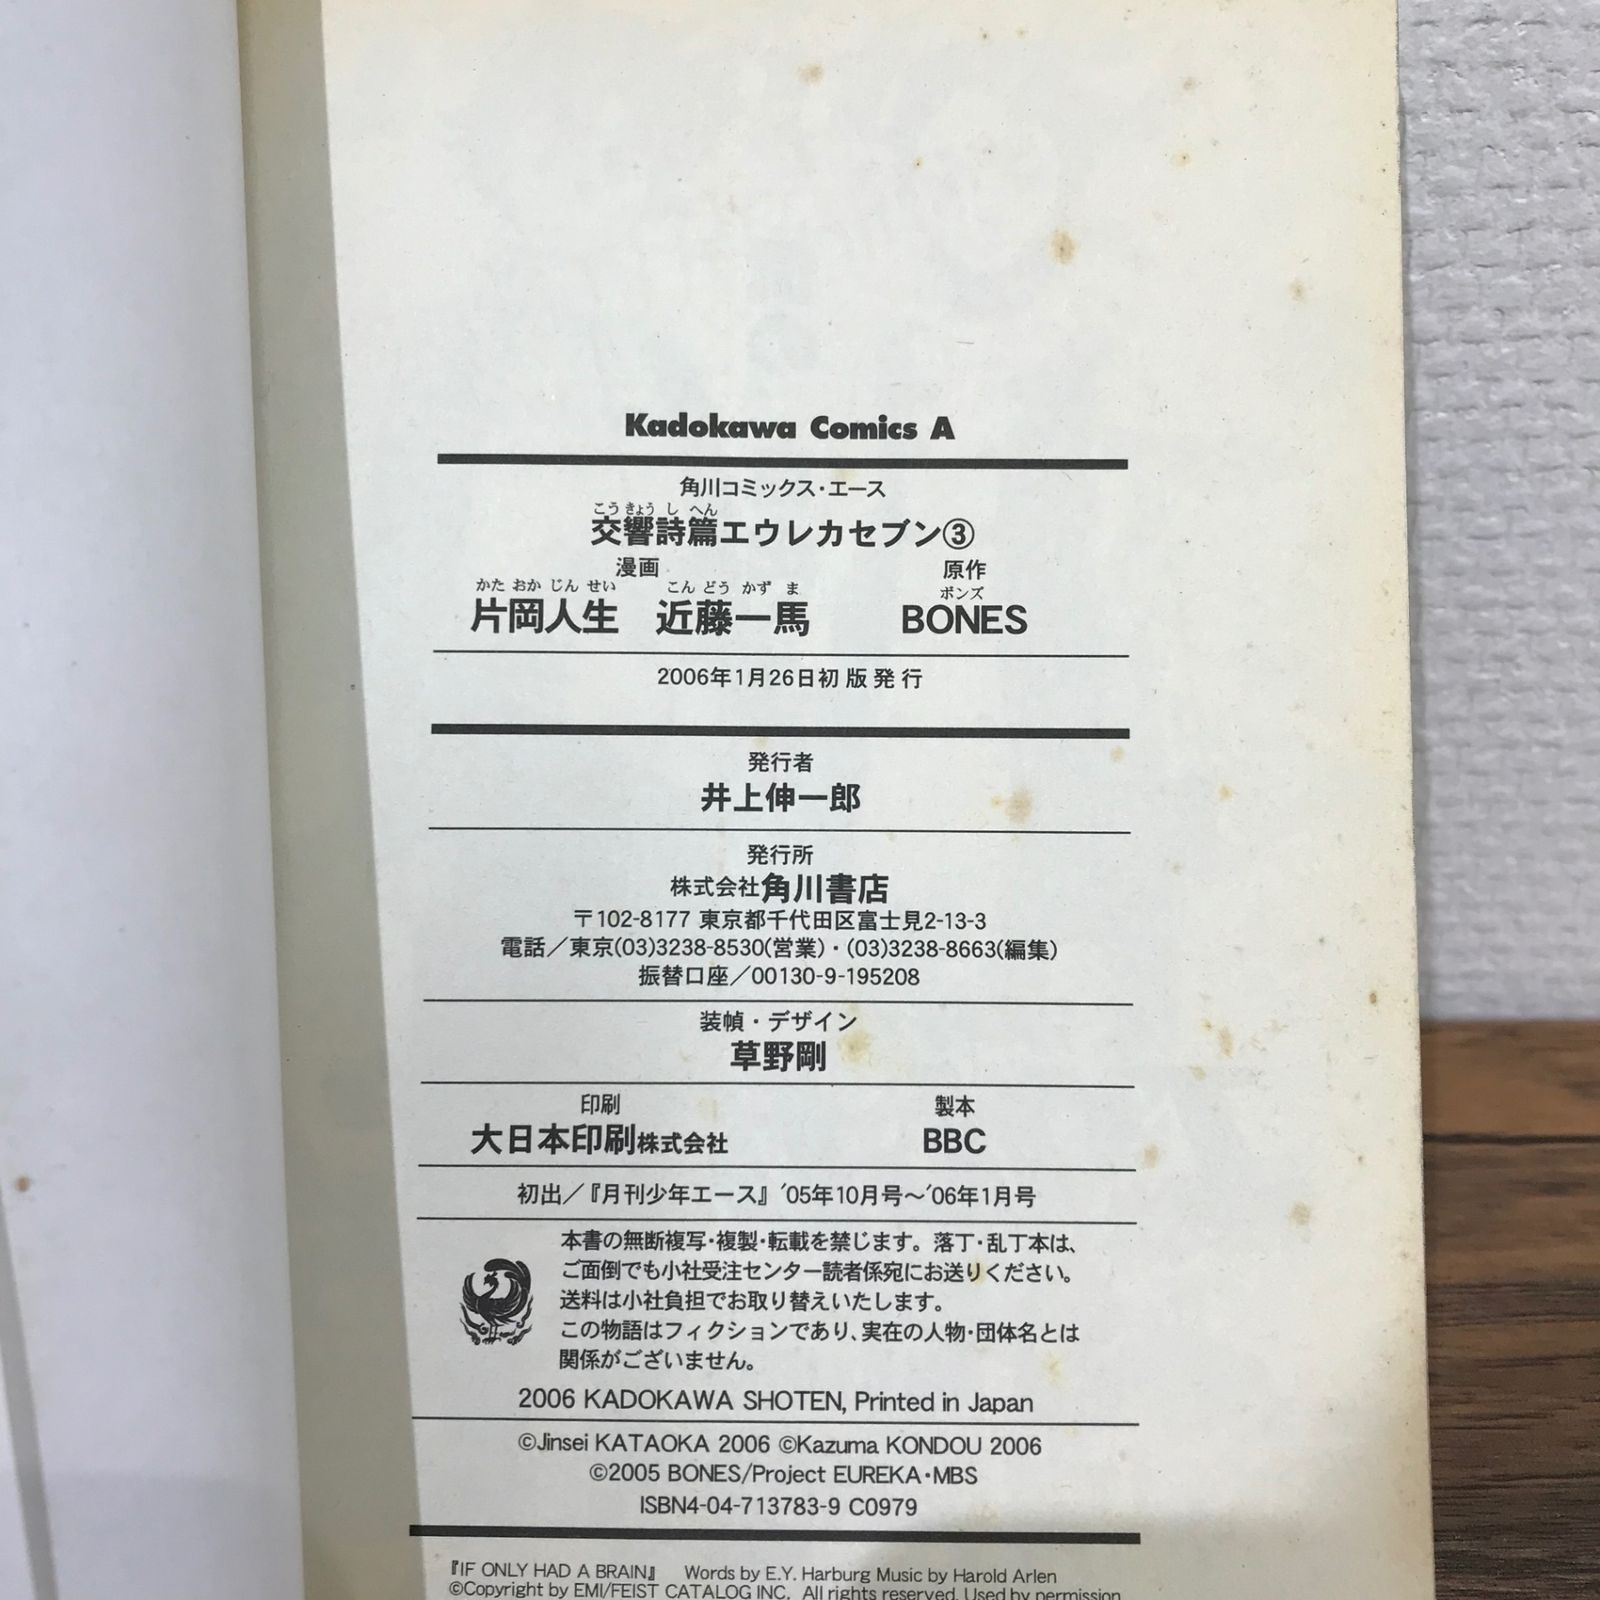 Kadokawa Comics A
角川コミックス・エース
こうきょうしへん
交響詩篇エウレカセブン③
漫画 原作
かた おか じん せい こん どう かず ま ボンズ
片岡人生 近藤一馬 BONES
2006年1月26日初版発行
発行者
井上伸一郎
発行所
株式会社角川書店
〒102-8177 東京都千代田区富士見2-13-3
電話／東京(03)3238-8530(営業)・(03)3238-8663(編集)
振替口座／00130-9-195208
装幀・デザイン
草野剛
印刷 製本
大日本印刷株式会社 BBC
初出／『月刊少年エース』'05年10月号〜'06年1月号
本書の無断複写・複製・転載を禁じます。落丁・乱丁本は、
ご面倒でも小社受注センター読者係宛にお送りください。
送料は小社負担でお取り替えいたします。
この物語はフィクションであり、実在の人物・団体名とは
関係がございません。
2006 KADOKAWA SHOTEN, Printed in Japan
©Jinsei KATAOKA 2006 ©Kazuma KONDOU 2006
©2005 BONES/Project EUREKA・MBS
ISBN4-04-713783-9 C0979
『IF ONLY HAD A BRAIN』 Words by E.Y. Harburg Music by Harold Arlen
©Copyright by EMI/FEIST CATALOG INC. All rights reserved. Used by permission